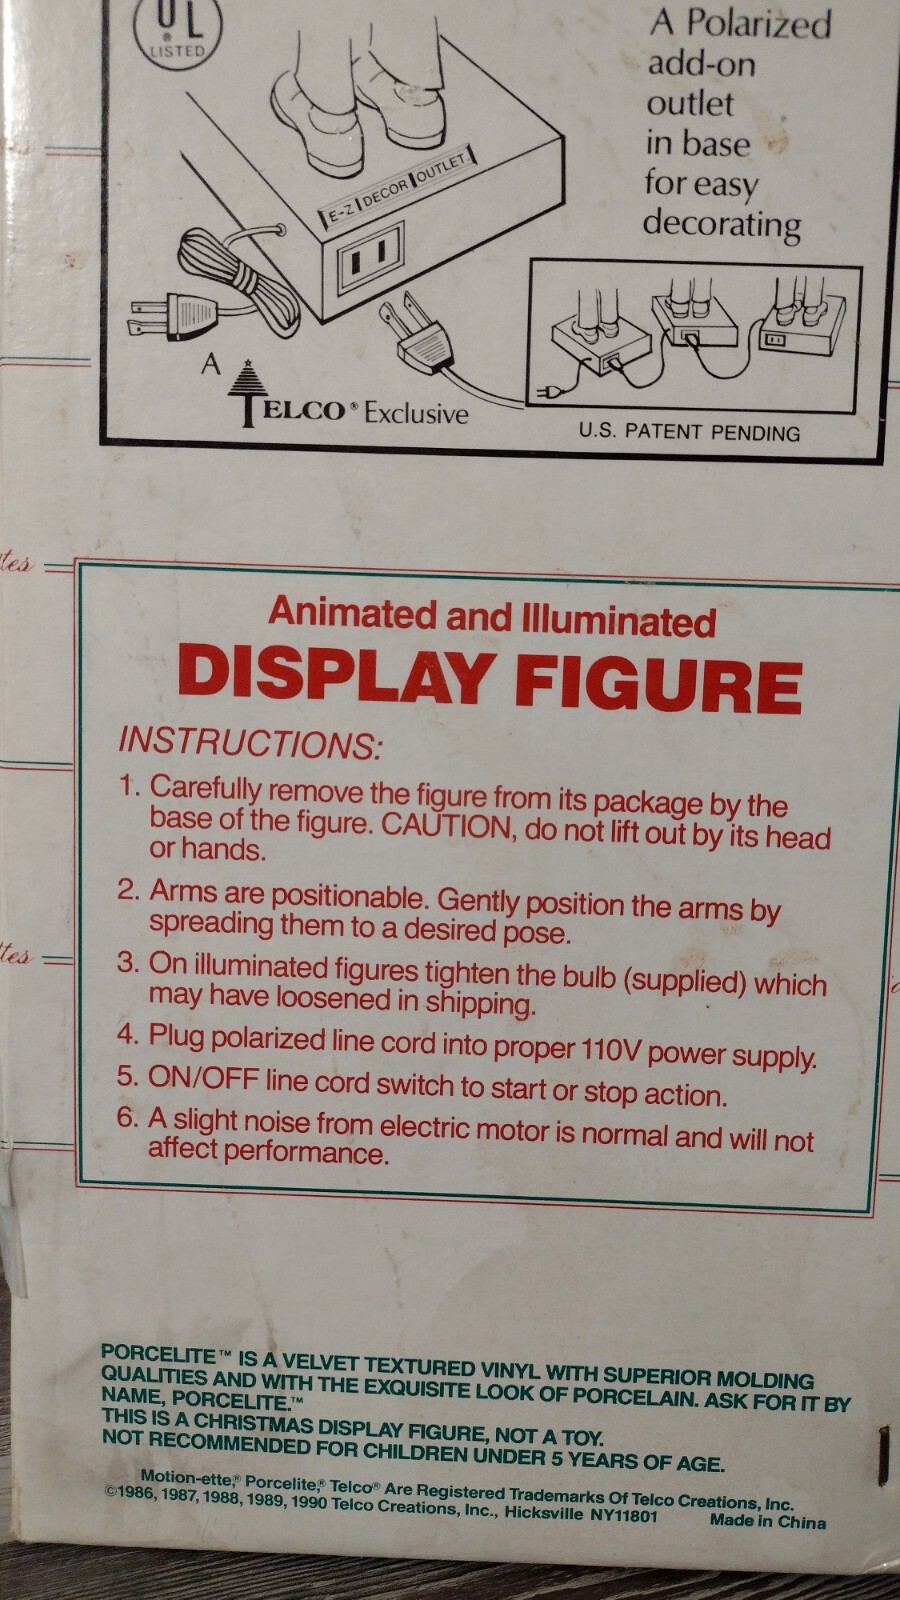 UL
®
LISTED
A Polarized
add-on
outlet
in base
for easy
decorating
E-Z DECOR OUTLET
A
TELCO® Exclusive
U.S. PATENT PENDING
ttes
ttes
Animated and Illuminated
DISPLAY FIGURE
INSTRUCTIONS:
1. Carefully remove the figure from its package by the
base of the figure. CAUTION, do not lift out by its head
or hands.
2. Arms are positionable. Gently position the arms by
spreading them to a desired pose.
3. On illuminated figures tighten the bulb (supplied) which
may have loosened in shipping.
4. Plug polarized line cord into proper 110V power supply.
5. ON/OFF line cord switch to start or stop action.
6. A slight noise from electric motor is normal and will not
affect performance.
PORCELITE™ IS A VELVET TEXTURED VINYL WITH SUPERIOR MOLDING
QUALITIES AND WITH THE EXQUISITE LOOK OF PORCELAIN. ASK FOR IT BY
NAME, PORCELITE.™
THIS IS A CHRISTMAS DISPLAY FIGURE, NOT A TOY.
NOT RECOMMENDED FOR CHILDREN UNDER 5 YEARS OF AGE.
Motion-ette,® Porcelite,® Telco® Are Registered Trademarks Of Telco Creations, Inc.
©1986, 1987, 1988, 1989, 1990 Telco Creations, Inc., Hicksville NY11801 Made in China